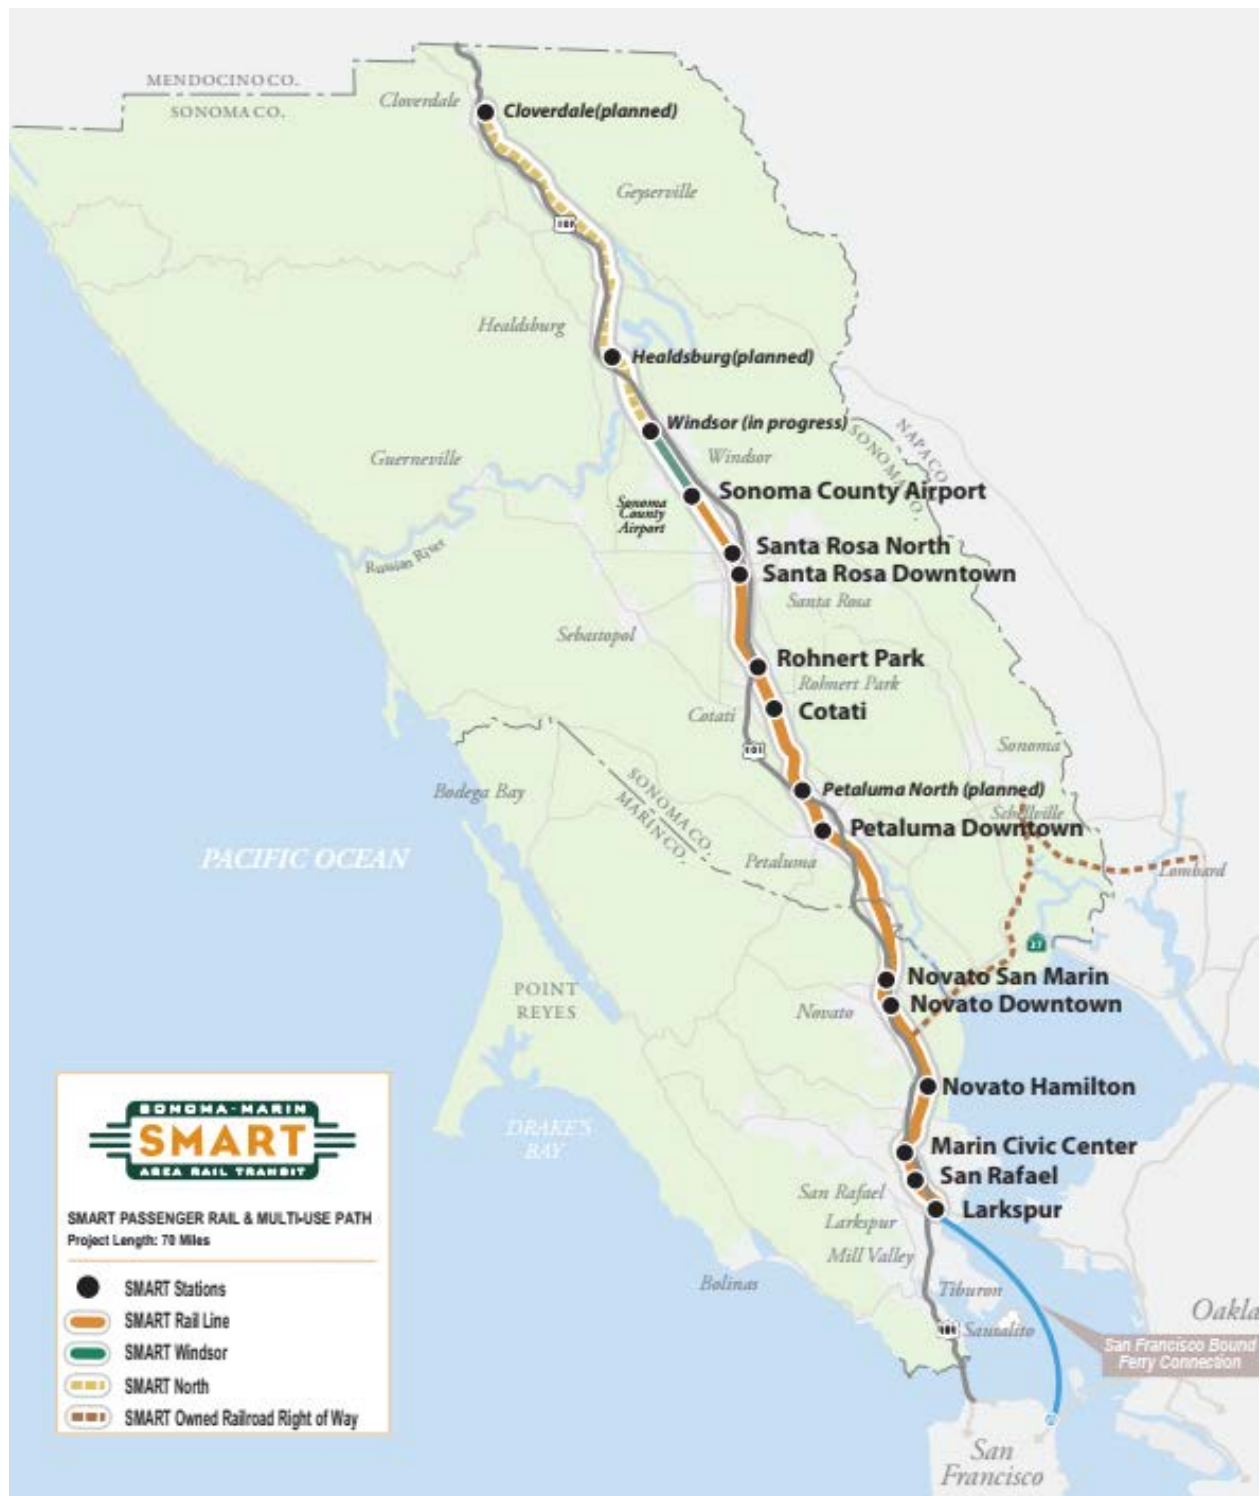 MENDOCINO CO.
SONOMA CO.
Cloverdale
Cloverdale(planned)
Geyserville
101
Healdsburg
Healdsburg(planned)
Windsor (in progress)
NAPA CO.
SONOMA CO.
Windsor
Guerneville
Sonoma County Airport
Sonoma
County
Airport
Russian River
Santa Rosa North
Santa Rosa Downtown
Santa Rosa
Sebastopol
Rohnert Park
Rohnert Park
Cotati
Cotati
101
Sonoma
SONOMA CO.
MARIN CO.
Bodega Bay
Petaluma North (planned)
Schellville
Petaluma Downtown
PACIFIC OCEAN
Petaluma
Lombard
37
POINT
REYES
Novato San Marin
Novato Downtown
Novato
Novato Hamilton
DRAKE'S
BAY
Marin Civic Center
San Rafael
San Rafael
Larkspur
Larkspur
Mill Valley
Bolinas
Tiburon
101
Sausalito
Oakla
San Francisco Bound
Ferry Connection
San
Francisco
SONOMA-MARIN
SMART
AREA RAIL TRANSIT
SMART PASSENGER RAIL & MULTI-USE PATH
Project Length: 70 Miles
SMART Stations
SMART Rail Line
SMART Windsor
SMART North
SMART Owned Railroad Right of Way